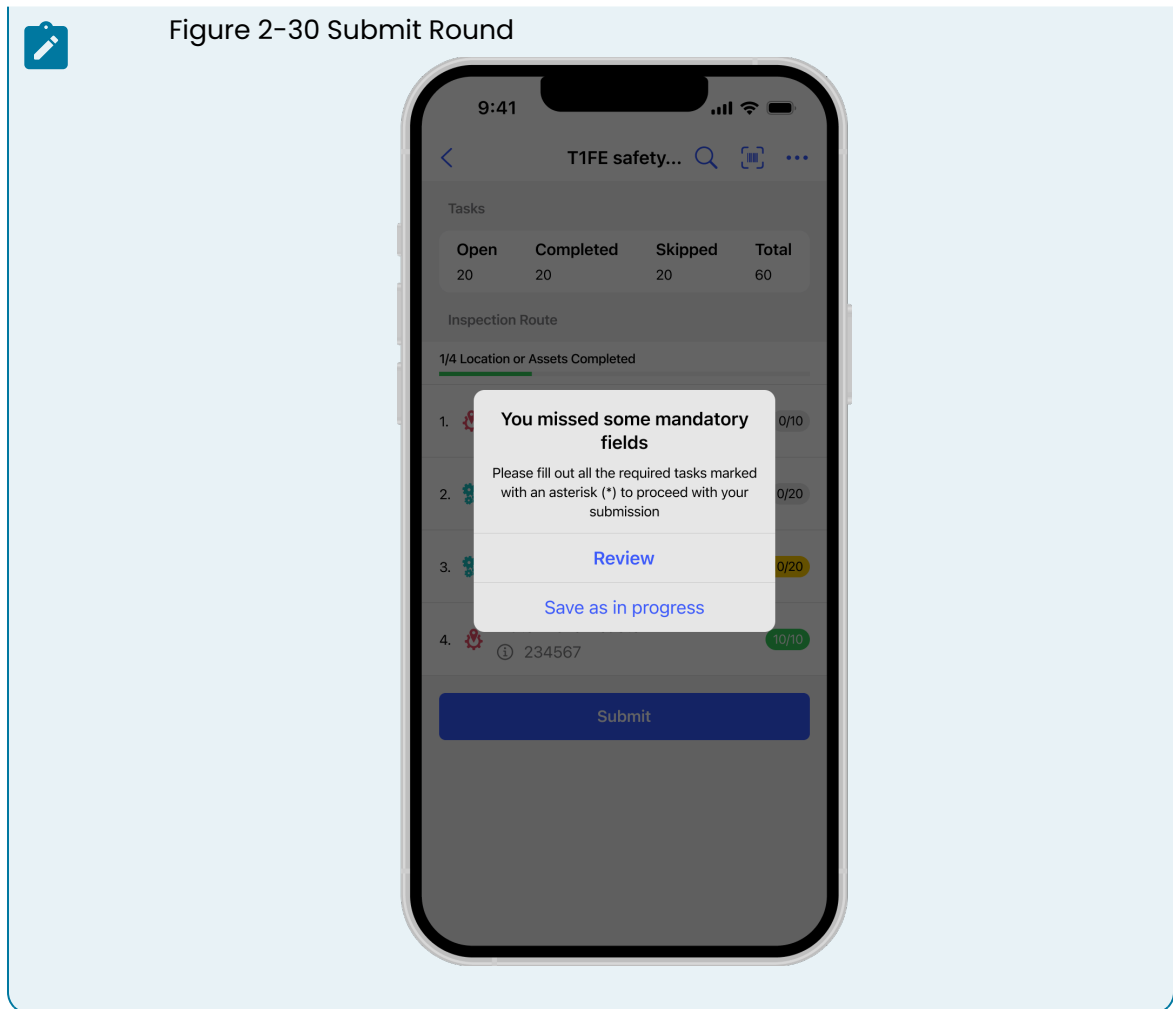 Figure 2-30 Submit Round
9:41
T1FE safety...
Tasks
Open Completed Skipped Total
20 20 20 60
Inspection Route
1/4 Location or Assets Completed
1. 0/10
You missed some mandatory
fields
Please fill out all the required tasks marked
with an asterisk (*) to proceed with your
submission
2. 0/20
Review
3. 0/20
Save as in progress
4. 10/10
234567
Submit